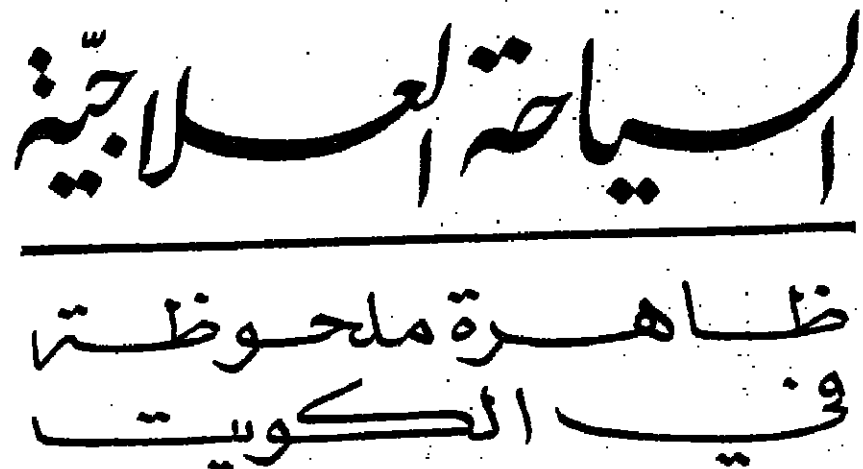 السياحة العلاجيّة
ظاهرة ملحوظة
في الكويت